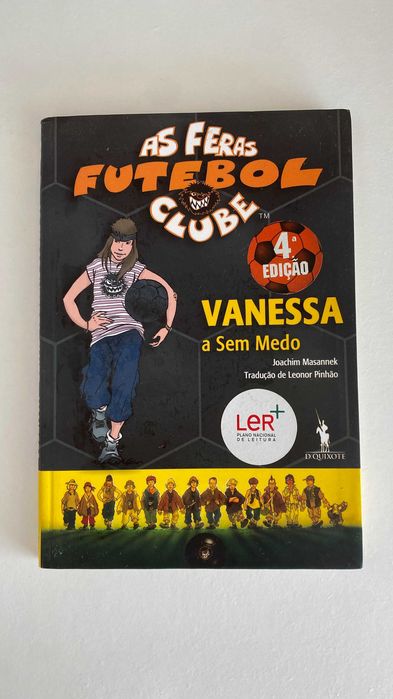 AS FERAS
FUTEBOL
CLUBE
TM
4.ª
EDIÇÃO
VANESSA
a Sem Medo
Joachim Masannek
Tradução de Leonor Pinhão
LeR+
PLANO NACIONAL
DE LEITURA
D.QUIXOTE